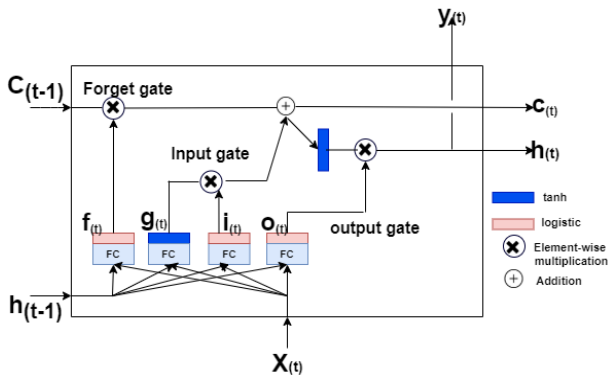 y(t)
C(t-1)
Forget gate
c(t)
Input gate
h(t)
f(t)
g(t)
i(t)
o(t)
output gate
FC
FC
FC
FC
h(t-1)
X(t)
tanh
logistic
Element-wise
multiplication
Addition